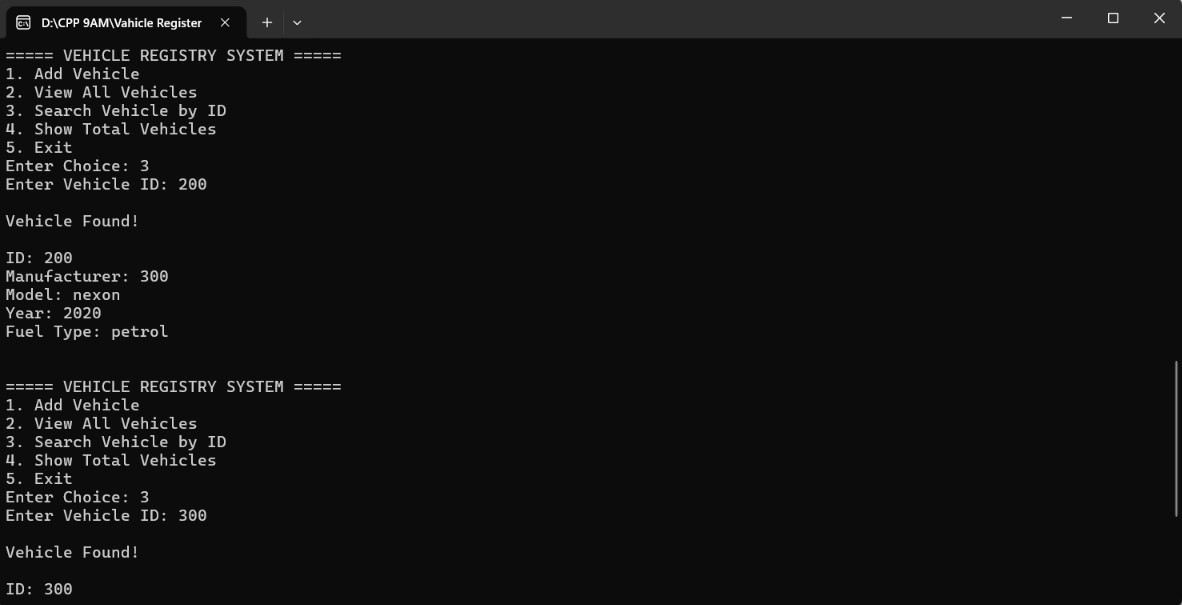 D:\CPP 9AM\Vahicle Register
===== VEHICLE REGISTRY SYSTEM =====
1. Add Vehicle
2. View All Vehicles
3. Search Vehicle by ID
4. Show Total Vehicles
5. Exit
Enter Choice: 3
Enter Vehicle ID: 200
Vehicle Found!
ID: 200
Manufacturer: 300
Model: nexon
Year: 2020
Fuel Type: petrol
===== VEHICLE REGISTRY SYSTEM =====
1. Add Vehicle
2. View All Vehicles
3. Search Vehicle by ID
4. Show Total Vehicles
5. Exit
Enter Choice: 3
Enter Vehicle ID: 300
Vehicle Found!
ID: 300